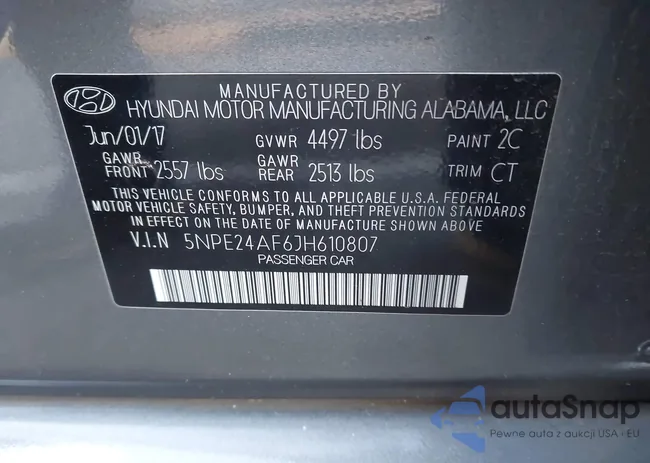 MANUFACTURED BY
HYUNDAI MOTOR MANUFACTURING ALABAMA, LLC
Jun/01/17 GVWR 4497 lbs PAINT 2C
GAWR FRONT 2557 lbs GAWR REAR 2513 lbs TRIM CT
THIS VEHICLE CONFORMS TO ALL APPLICABLE U.S.A. FEDERAL
MOTOR VEHICLE SAFETY, BUMPER, AND THEFT PREVENTION STANDARDS
IN EFFECT ON THE DATE OF MANUFACTURE SHOWN ABOVE
V.I.N 5NPE24AF6JH610807
PASSENGER CAR
autaSnap
Pewne auta z aukcji USA i EU